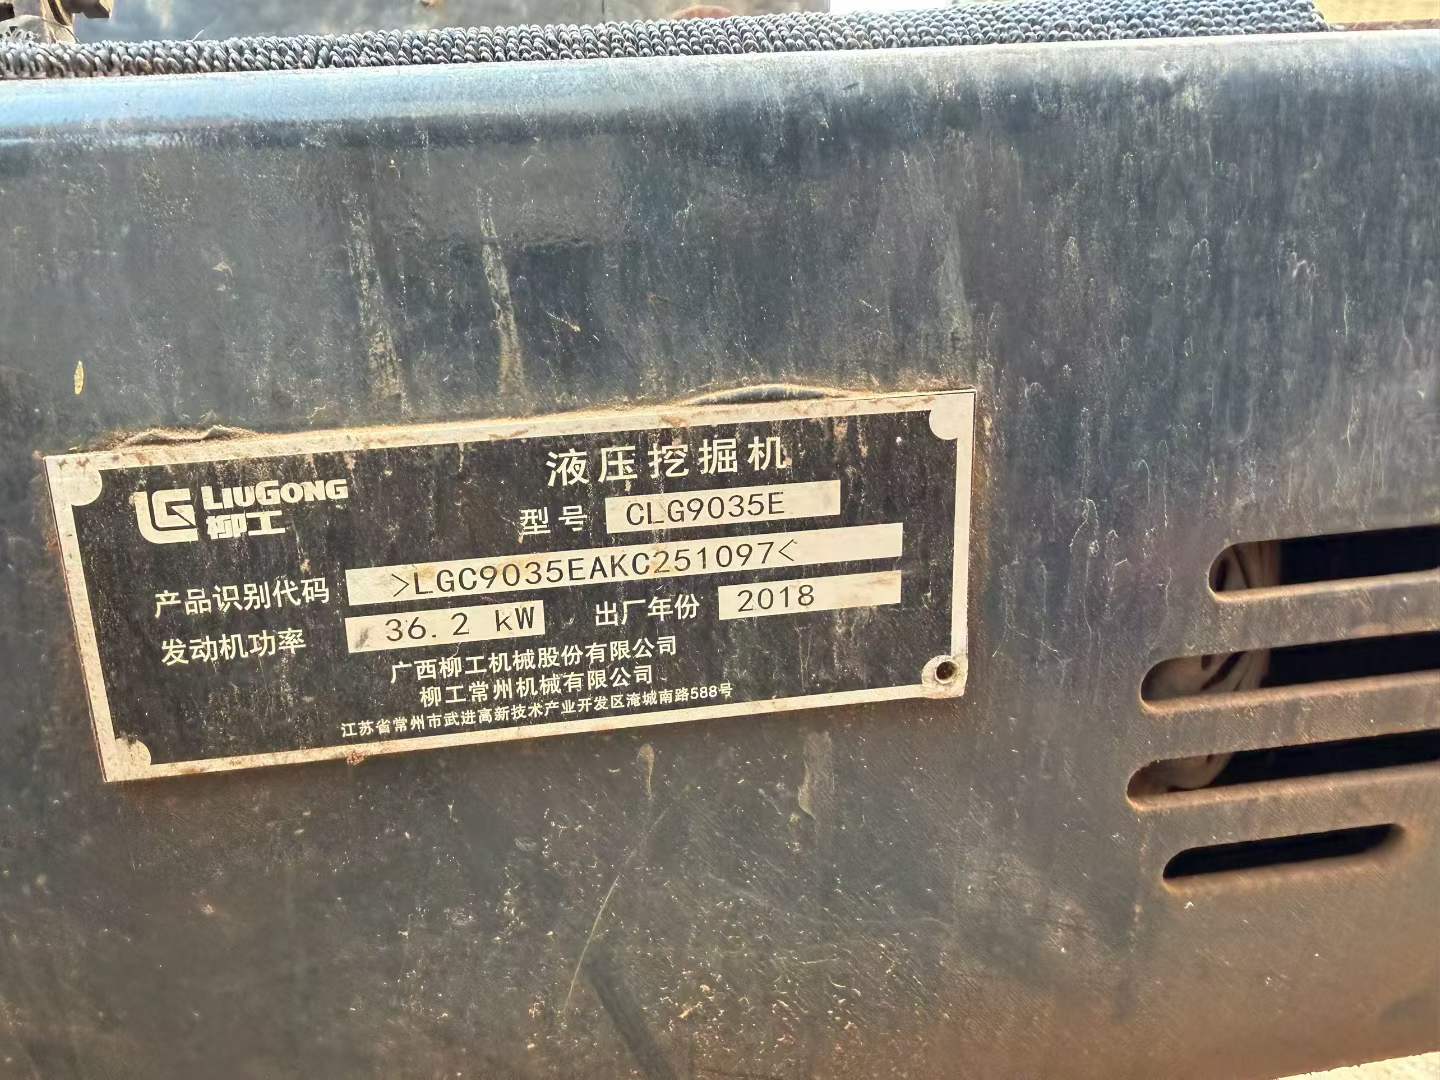 液压挖掘机
LIUGONG
柳工
型号 CLG9035E
产品识别代码 >LGC9035EAKC251097<
发动机功率 36.2 kW 出厂年份 2018
广西柳工机械股份有限公司
柳工常州机械有限公司
江苏省常州市武进高新技术产业开发区淹城南路588号